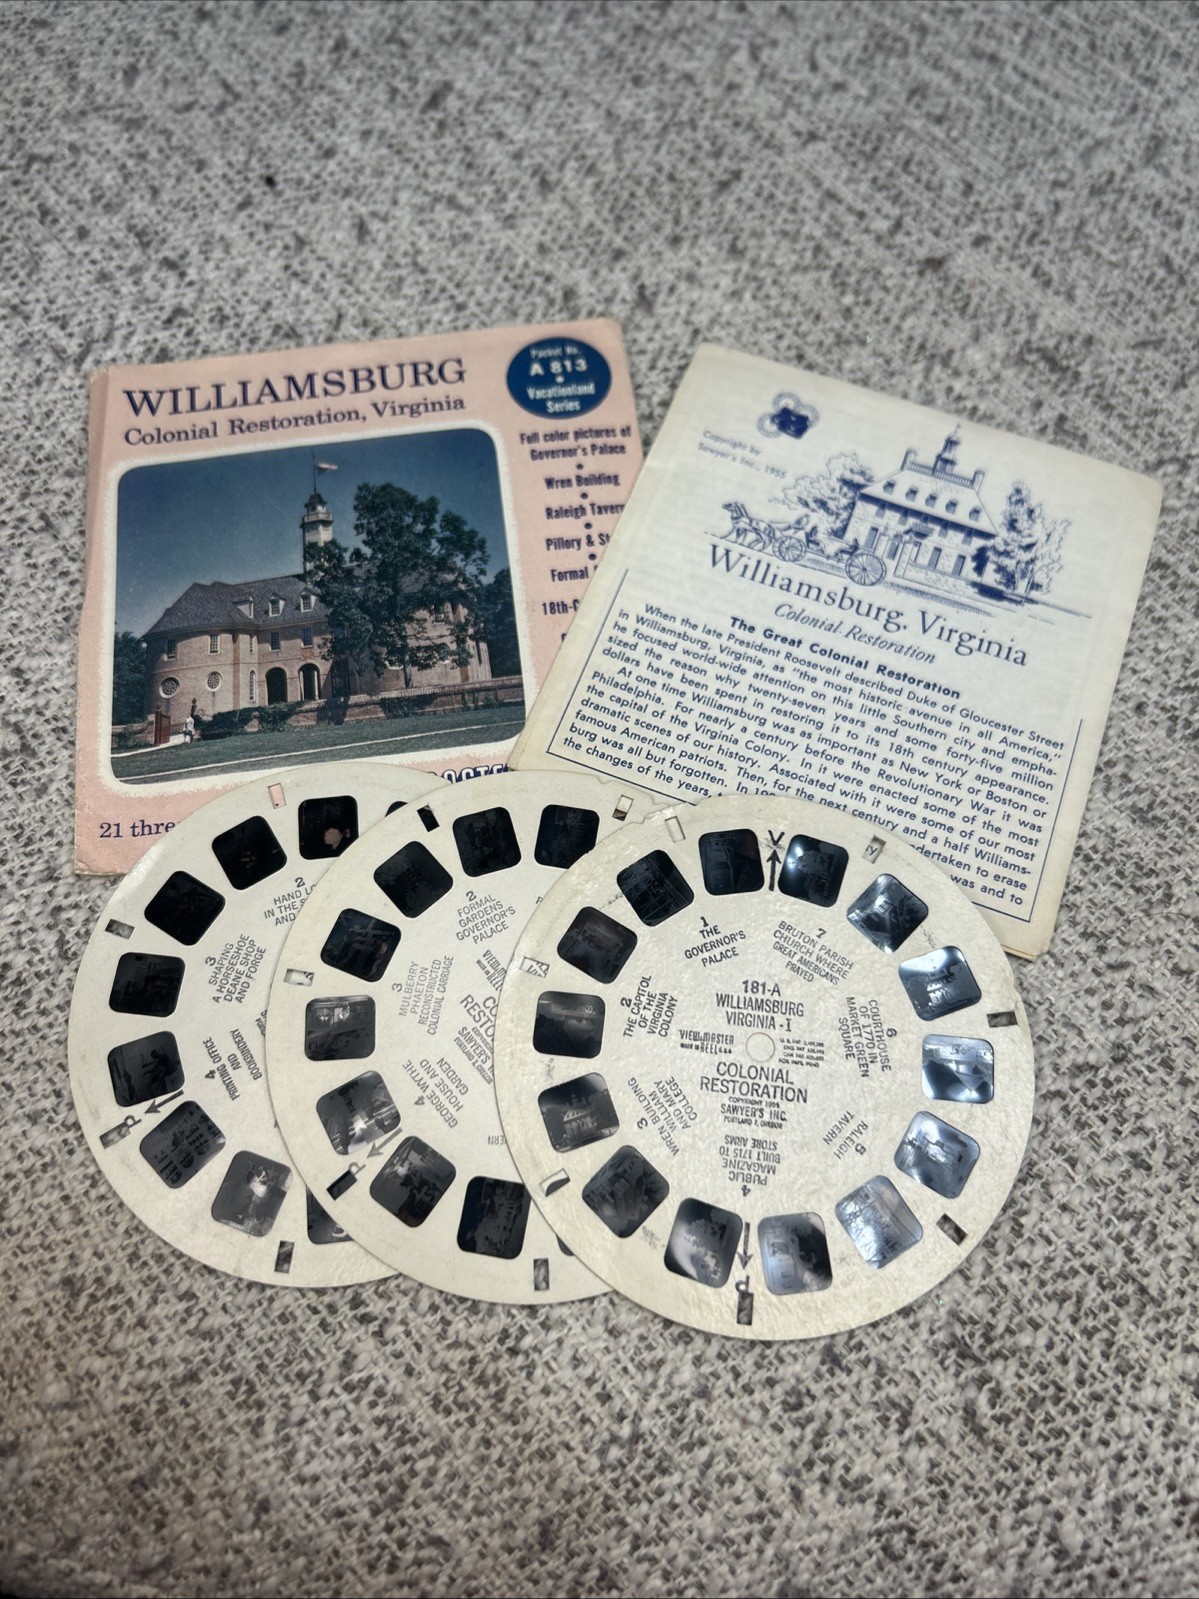 WILLIAMSBURG
Colonial Restoration, Virginia
Packet No.
A 813
Vacationland
Series
Full color pictures of
Governor's Palace
Wren Building
Raleigh Tavern
Pillory & St
Formal
18th-C
21 thre
Copyright by
Sawyer's Inc., 1955
Williamsburg, Virginia
Colonial Restoration
The Great Colonial Restoration
When the late President Roosevelt described Duke of Gloucester Street
in Williamsburg, Virginia, as "the most historic avenue in all America,"
he focused world-wide attention on this little Southern city and empha-
sized the reason why twenty-seven years and some forty-five million
dollars have been spent in restoring it to its 18th century appearance.
At one time Williamsburg was as important as New York or Boston or
Philadelphia. For nearly a century before the Revolutionary War it was
the capital of the Virginia Colony. In it were enacted some of the most
dramatic scenes of our history. Associated with it were some of our most
famous American patriots. Then, for the next century and a half Williams-
burg was all but forgotten. In 19 dertaken to erase
the changes of the years, was and to
2
HAND LO
IN THE S
AND
3
SHAPING
A HORSESHOE
DEANE SHOP
AND FORGE
4
PRINTING OFFICE
AND
BOOKBINDERY
2
FORMAL
GARDENS
GOVERNOR'S
PALACE
3
MULBERRY
PHAETON
RECONSTRUCTED
COLONIAL CARRIAGE
4
GEORGE WYTHE
HOUSE AND
GARDEN
VIEW
CO
RESTO
SAWYER'S
V
1
THE
GOVERNOR'S
PALACE
2
THE CAPITOL
OF THE
VIRGINIA
COLONY
3
WREN BUILDING
WILLIAM
AND MARY
COLLEGE
4
PUBLIC
MAGAZINE
BUILT 1715 TO
STORE ARMS
5
RALEIGH
TAVERN
6
COURTHOUSE
OF 1770 IN
MARKET GREEN
SQUARE
7
BRUTON PARISH
CHURCH WHERE
GREAT AMERICANS
PRAYED
181-A
WILLIAMSBURG
VIRGINIA - I
VIEW-MASTER
REEL
COLONIAL
RESTORATION
SAWYER'S INC.
PORTLAND